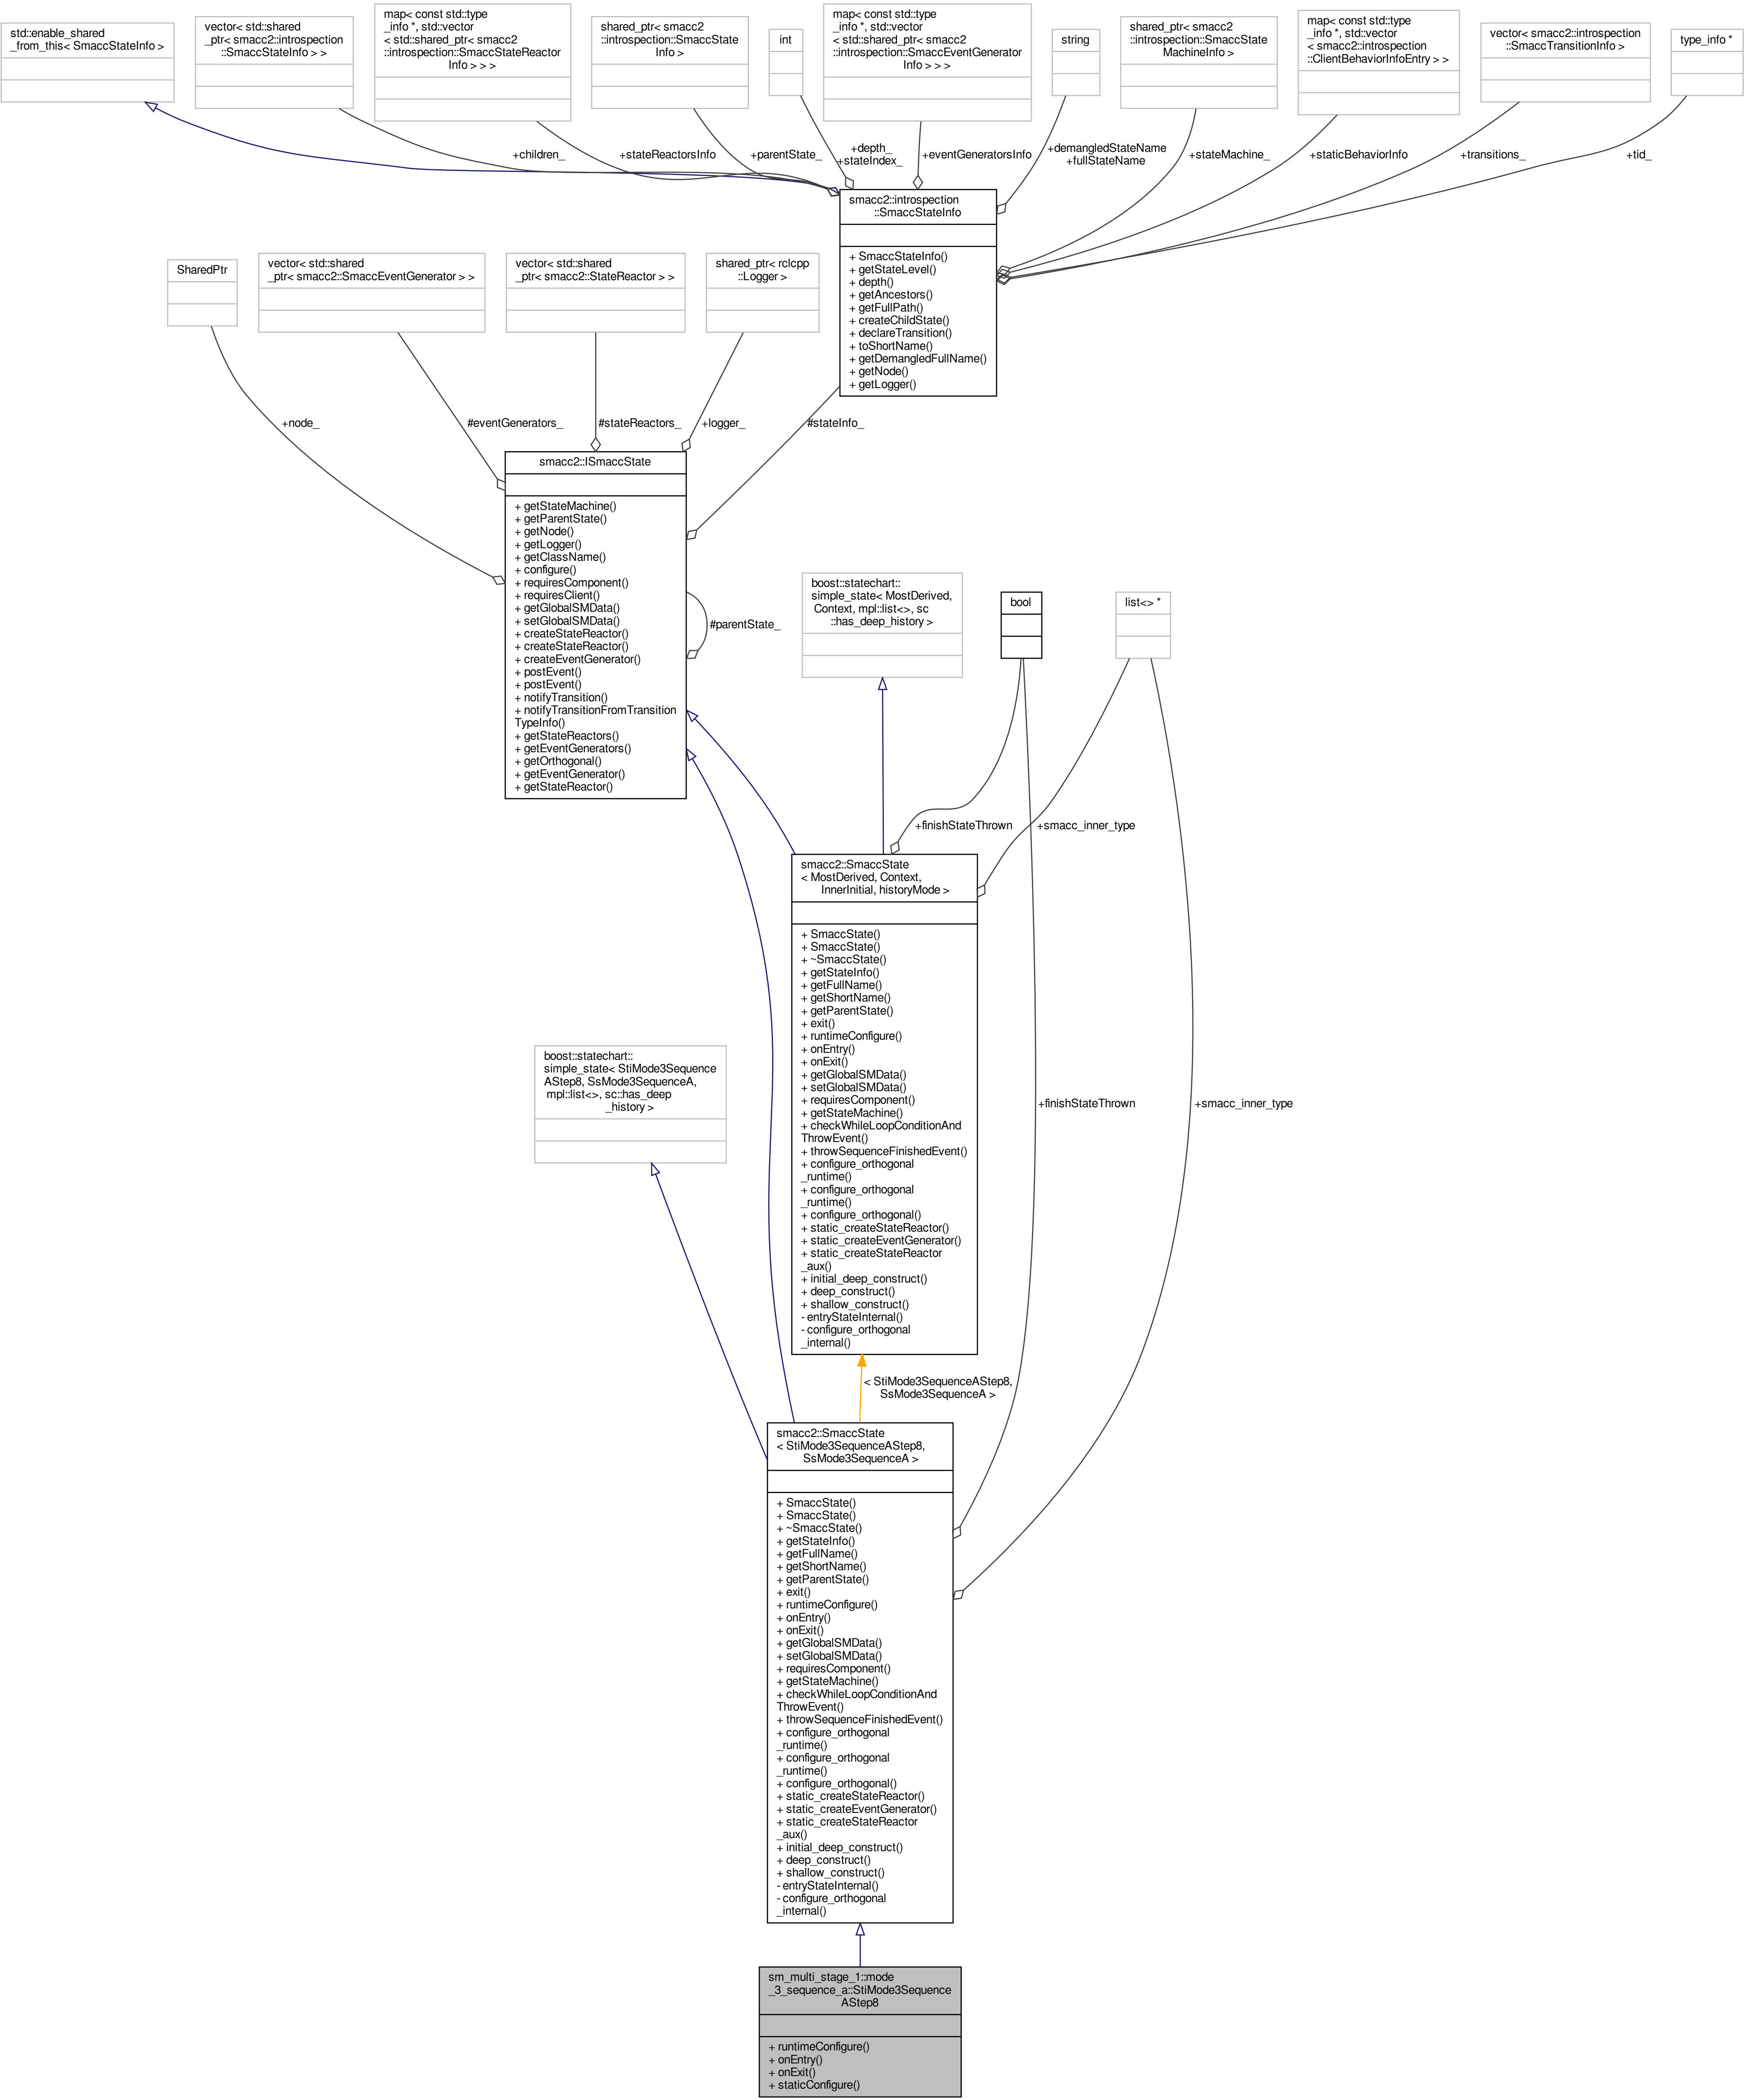 std::enable_shared
_from_this< SmaccStateInfo >
vector< std::shared
_ptr< smacc2::introspection
::SmaccStateInfo > >
map< const std::type
_info *, std::vector
< std::shared_ptr< smacc2
::introspection::SmaccStateReactor
Info > > >
shared_ptr< smacc2
::introspection::SmaccState
Info >
int
map< const std::type
_info *, std::vector
< std::shared_ptr< smacc2
::introspection::SmaccEventGenerator
Info > > >
string
shared_ptr< smacc2
::introspection::SmaccState
MachineInfo >
map< const std::type
_info *, std::vector
< smacc2::introspection
::ClientBehaviorInfoEntry > >
vector< smacc2::introspection
::SmaccTransitionInfo >
type_info *
+children_
+stateReactorsInfo
+parentState_
+depth_
+stateIndex_
+eventGeneratorsInfo
+demangledStateName
+fullStateName
+stateMachine_
+staticBehaviorInfo
+transitions_
+tid_
smacc2::introspection
::SmaccStateInfo
+ SmaccStateInfo()
+ getStateLevel()
+ depth()
+ getAncestors()
+ getFullPath()
+ createChildState()
+ declareTransition()
+ toShortName()
+ getDemangledFullName()
+ getNode()
+ getLogger()
SharedPtr
vector< std::shared
_ptr< smacc2::SmaccEventGenerator > >
vector< std::shared
_ptr< smacc2::StateReactor > >
shared_ptr< rclcpp
::Logger >
+node_
#eventGenerators_
#stateReactors_
+logger_
#stateInfo_
smacc2::ISmaccState
+ getStateMachine()
+ getParentState()
+ getNode()
+ getLogger()
+ getClassName()
+ configure()
+ requiresComponent()
+ requiresClient()
+ getGlobalSMData()
+ setGlobalSMData()
+ createStateReactor()
+ createStateReactor()
+ createEventGenerator()
+ postEvent()
+ postEvent()
+ notifyTransition()
+ notifyTransitionFromTransition
TypeInfo()
+ getStateReactors()
+ getEventGenerators()
+ getOrthogonal()
+ getEventGenerator()
+ getStateReactor()
#parentState_
boost::statechart::
simple_state< MostDerived,
Context, mpl::list<>, sc
::has_deep_history >
bool
list<> *
+finishStateThrown
+smacc_inner_type
smacc2::SmaccState
< MostDerived, Context,
InnerInitial, historyMode >
+ SmaccState()
+ SmaccState()
+ ~SmaccState()
+ getStateInfo()
+ getFullName()
+ getShortName()
+ getParentState()
+ exit()
+ runtimeConfigure()
+ onEntry()
+ onExit()
+ getGlobalSMData()
+ setGlobalSMData()
+ requiresComponent()
+ getStateMachine()
+ checkWhileLoopConditionAnd
ThrowEvent()
+ throwSequenceFinishedEvent()
+ configure_orthogonal
_runtime()
+ configure_orthogonal
_runtime()
+ configure_orthogonal()
+ static_createStateReactor()
+ static_createEventGenerator()
+ static_createStateReactor
_aux()
+ initial_deep_construct()
+ deep_construct()
+ shallow_construct()
- entryStateInternal()
- configure_orthogonal
_internal()
boost::statechart::
simple_state< StiMode3Sequence
AStep8, SsMode3SequenceA,
mpl::list<>, sc::has_deep
_history >
+finishStateThrown
+smacc_inner_type
< StiMode3SequenceAStep8,
SsMode3SequenceA >
smacc2::SmaccState
< StiMode3SequenceAStep8,
SsMode3SequenceA >
+ SmaccState()
+ SmaccState()
+ ~SmaccState()
+ getStateInfo()
+ getFullName()
+ getShortName()
+ getParentState()
+ exit()
+ runtimeConfigure()
+ onEntry()
+ onExit()
+ getGlobalSMData()
+ setGlobalSMData()
+ requiresComponent()
+ getStateMachine()
+ checkWhileLoopConditionAnd
ThrowEvent()
+ throwSequenceFinishedEvent()
+ configure_orthogonal
_runtime()
+ configure_orthogonal
_runtime()
+ configure_orthogonal()
+ static_createStateReactor()
+ static_createEventGenerator()
+ static_createStateReactor
_aux()
+ initial_deep_construct()
+ deep_construct()
+ shallow_construct()
- entryStateInternal()
- configure_orthogonal
_internal()
sm_multi_stage_1::mode
_3_sequence_a::StiMode3Sequence
AStep8
+ runtimeConfigure()
+ onEntry()
+ onExit()
+ staticConfigure()